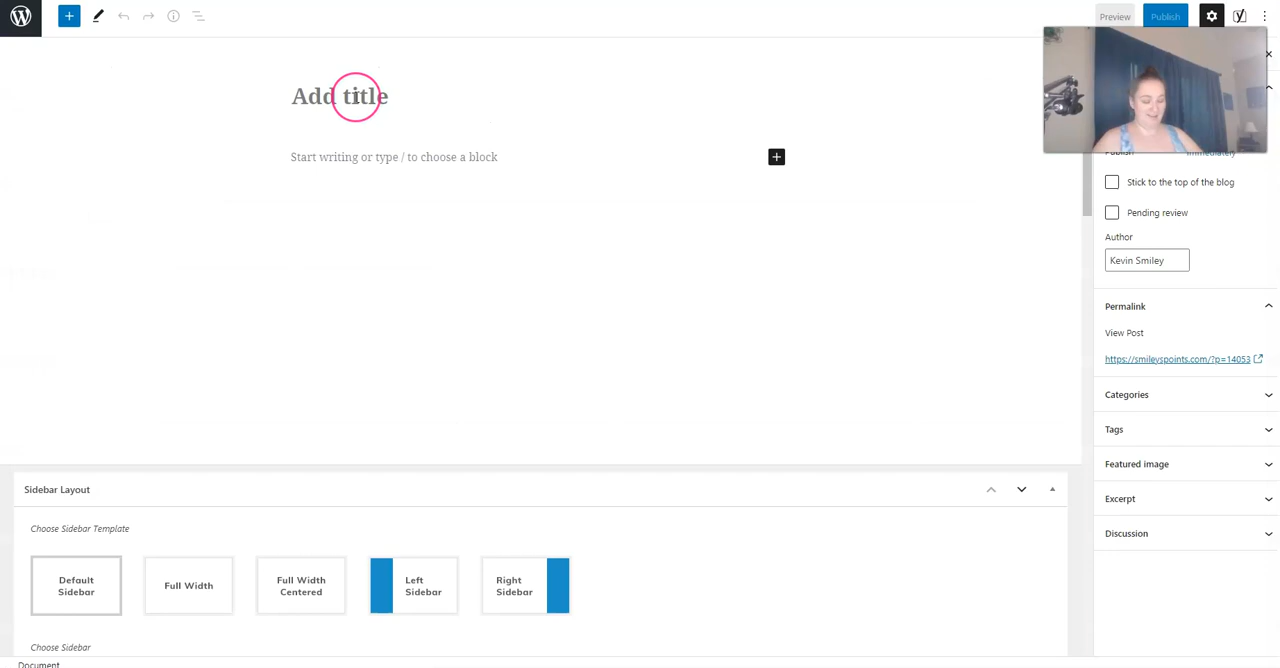 Preview
Publish
Add title
Start writing or type / to choose a block
Publish
Immediately
Stick to the top of the blog
Pending review
Author
Kevin Smiley
Permalink
View Post
https://smileyspoints.com/?p=14053
Categories
Tags
Featured image
Excerpt
Discussion
Sidebar Layout
Choose Sidebar Template
Default
Sidebar
Full Width
Full Width
Centered
Left
Sidebar
Right
Sidebar
Choose Sidebar
Document